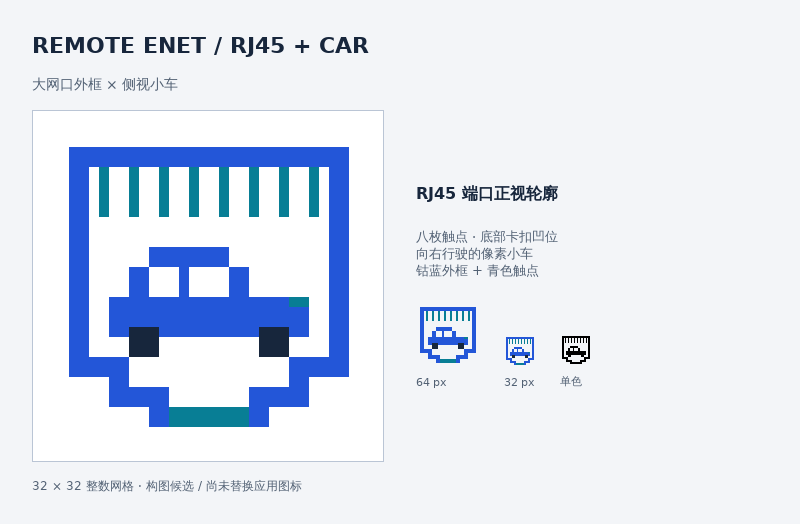 REMOTE ENET / RJ45 + CAR
大网口外框 × 侧视小车
RJ45 端口正视轮廓
八枚触点 · 底部卡扣凹位
向右行驶的像素小车
钴蓝外框 + 青色触点
64 px
32 px
单色
32 × 32 整数网格 · 构图候选 / 尚未替换应用图标